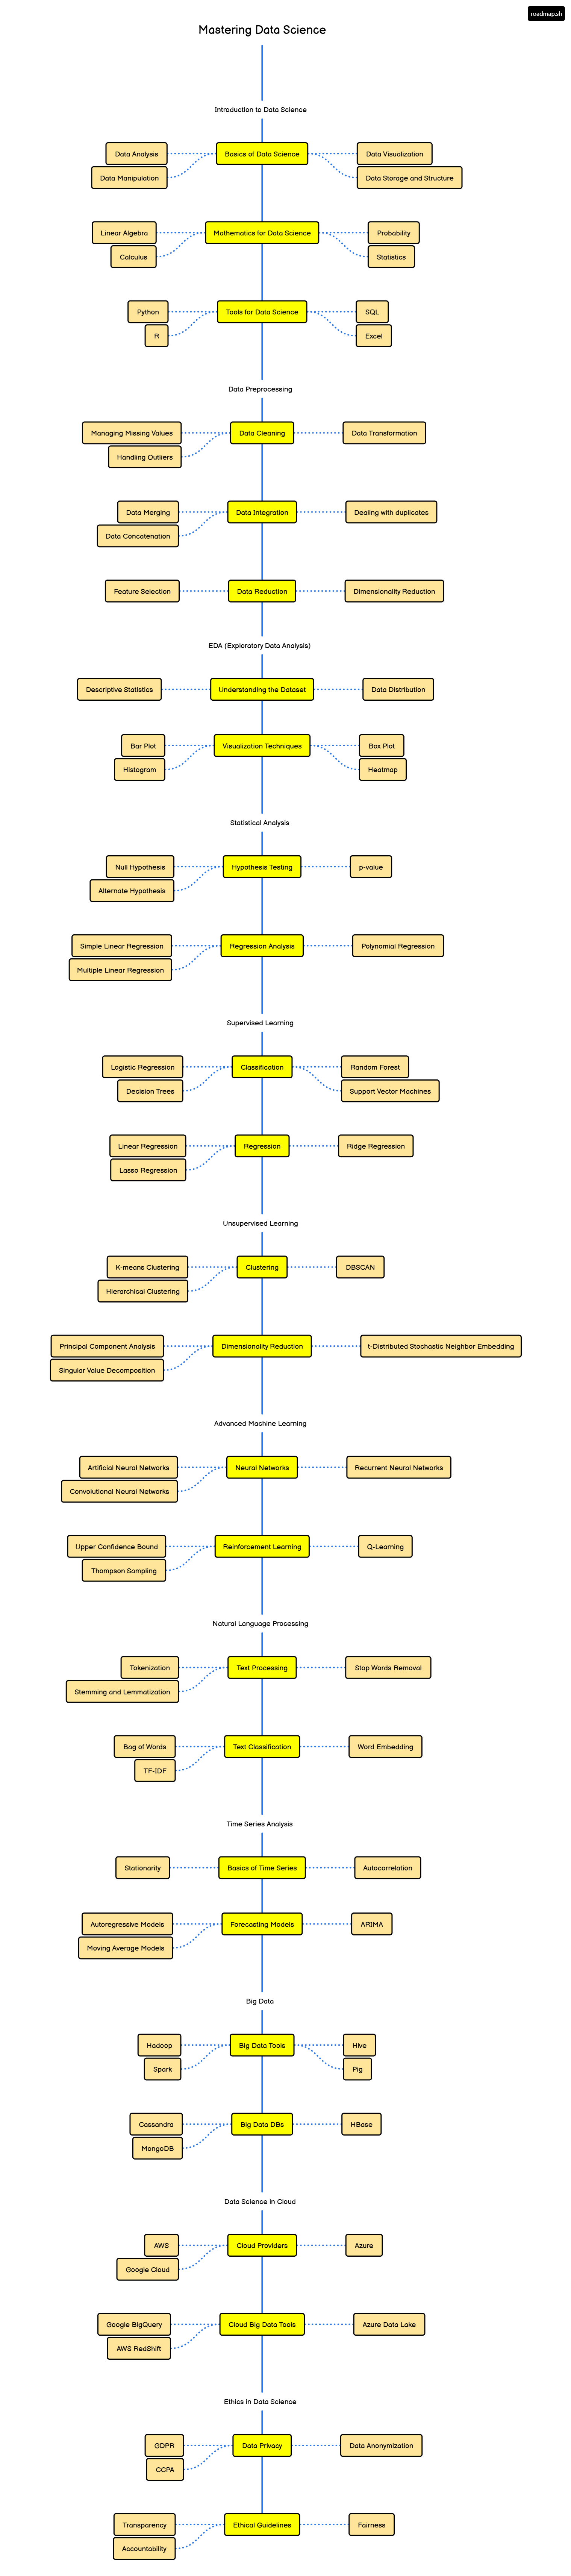 roadmap.sh
Mastering Data Science
Introduction to Data Science
Data Analysis
Basics of Data Science
Data Visualization
Data Manipulation
Data Storage and Structure
Linear Algebra
Mathematics for Data Science
Probability
Calculus
Statistics
Python
Tools for Data Science
SQL
R
Excel
Data Preprocessing
Managing Missing Values
Data Cleaning
Data Transformation
Handling Outliers
Data Merging
Data Integration
Dealing with duplicates
Data Concatenation
Feature Selection
Data Reduction
Dimensionality Reduction
EDA (Exploratory Data Analysis)
Descriptive Statistics
Understanding the Dataset
Data Distribution
Bar Plot
Visualization Techniques
Box Plot
Histogram
Heatmap
Statistical Analysis
Null Hypothesis
Hypothesis Testing
p-value
Alternate Hypothesis
Simple Linear Regression
Regression Analysis
Polynomial Regression
Multiple Linear Regression
Supervised Learning
Logistic Regression
Classification
Random Forest
Decision Trees
Support Vector Machines
Linear Regression
Regression
Ridge Regression
Lasso Regression
Unsupervised Learning
K-means Clustering
Clustering
DBSCAN
Hierarchical Clustering
Principal Component Analysis
Dimensionality Reduction
t-Distributed Stochastic Neighbor Embedding
Singular Value Decomposition
Advanced Machine Learning
Artificial Neural Networks
Neural Networks
Recurrent Neural Networks
Convolutional Neural Networks
Upper Confidence Bound
Reinforcement Learning
Q-Learning
Thompson Sampling
Natural Language Processing
Tokenization
Text Processing
Stop Words Removal
Stemming and Lemmatization
Bag of Words
Text Classification
Word Embedding
TF-IDF
Time Series Analysis
Stationarity
Basics of Time Series
Autocorrelation
Autoregressive Models
Forecasting Models
ARIMA
Moving Average Models
Big Data
Hadoop
Big Data Tools
Hive
Spark
Pig
Cassandra
Big Data DBs
HBase
MongoDB
Data Science in Cloud
AWS
Cloud Providers
Azure
Google Cloud
Google BigQuery
Cloud Big Data Tools
Azure Data Lake
AWS RedShift
Ethics in Data Science
GDPR
Data Privacy
Data Anonymization
CCPA
Transparency
Ethical Guidelines
Fairness
Accountability